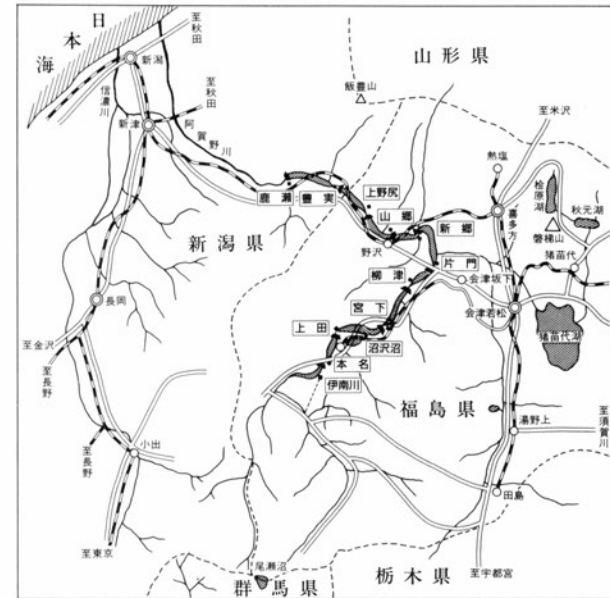 日本海
至秋田
新潟
信濃川
至秋田
新津
阿賀野川
山形県
飯豊山
至米沢
熱塩
桧原湖
秋元湖
喜多方
磐梯山
猪苗代
上野尻
鹿瀬
豊実
山郷
新郷
新潟県
野沢
片門
柳津
会津坂下
会津若松
猪苗代湖
宮下
長岡
上田
沼沢沼
至金沢
本名
至長野
伊南川
福島県
湯野上
至須賀川
小出
至長野
田島
至東京
尾瀬沼
群馬県
栃木県
至宇都宮